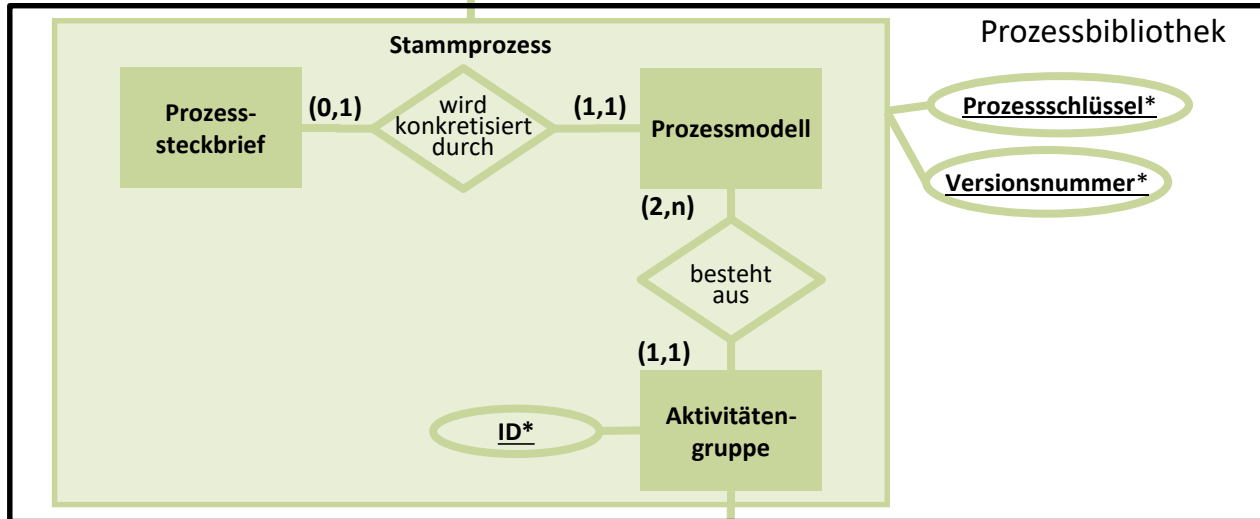 Prozessbibliothek
Stammprozess
Prozess-
steckbrief
(0,1)
wird
konkretisiert
durch
(1,1)
Prozessmodell
Prozessschlüssel*
Versionsnummer*
(2,n)
besteht
aus
(1,1)
ID*
Aktivitäten-
gruppe